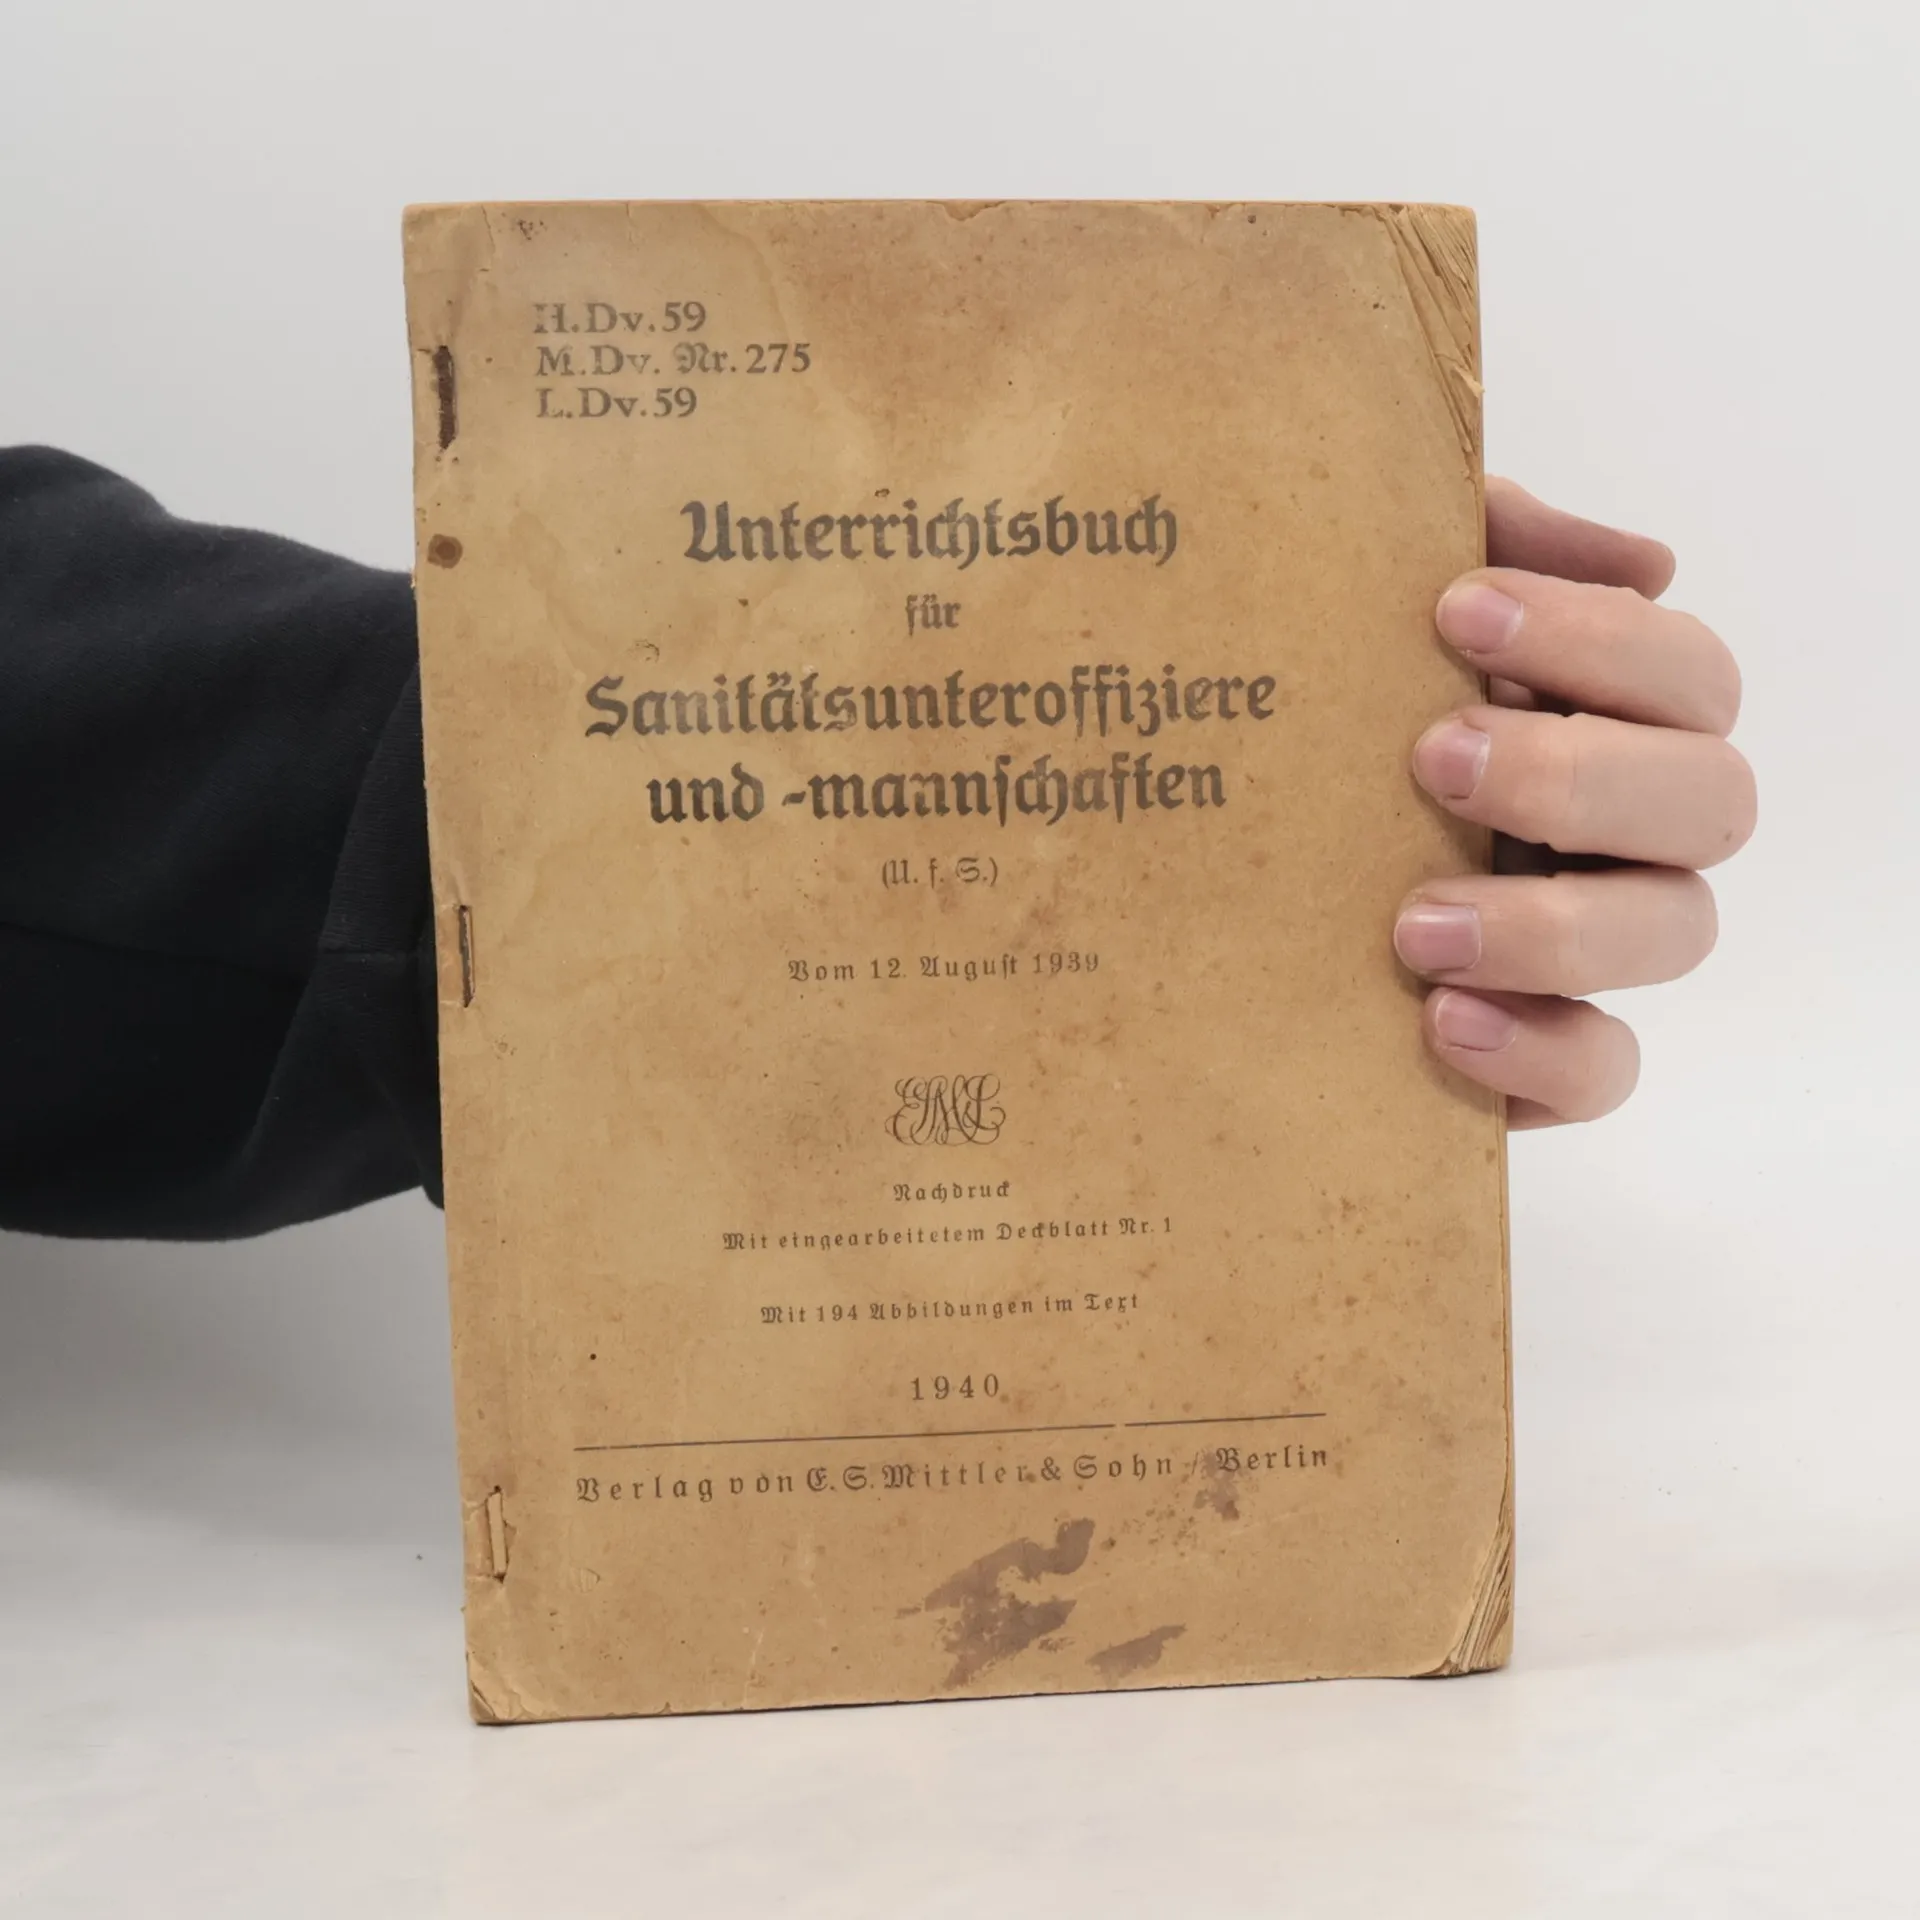 H.Dv.59
M.Dv. Nr.275
L.Dv.59
Unterrichtsbuch
für
Sanitätsunteroffiziere
und -mannschaften
(U. f. S.)
Vom 12. August 1939
Nachdruck
Mit eingearbeitetem Deckblatt Nr. 1
Mit 194 Abbildungen im Text
1940
Verlag von E. S. Mittler & Sohn / Berlin